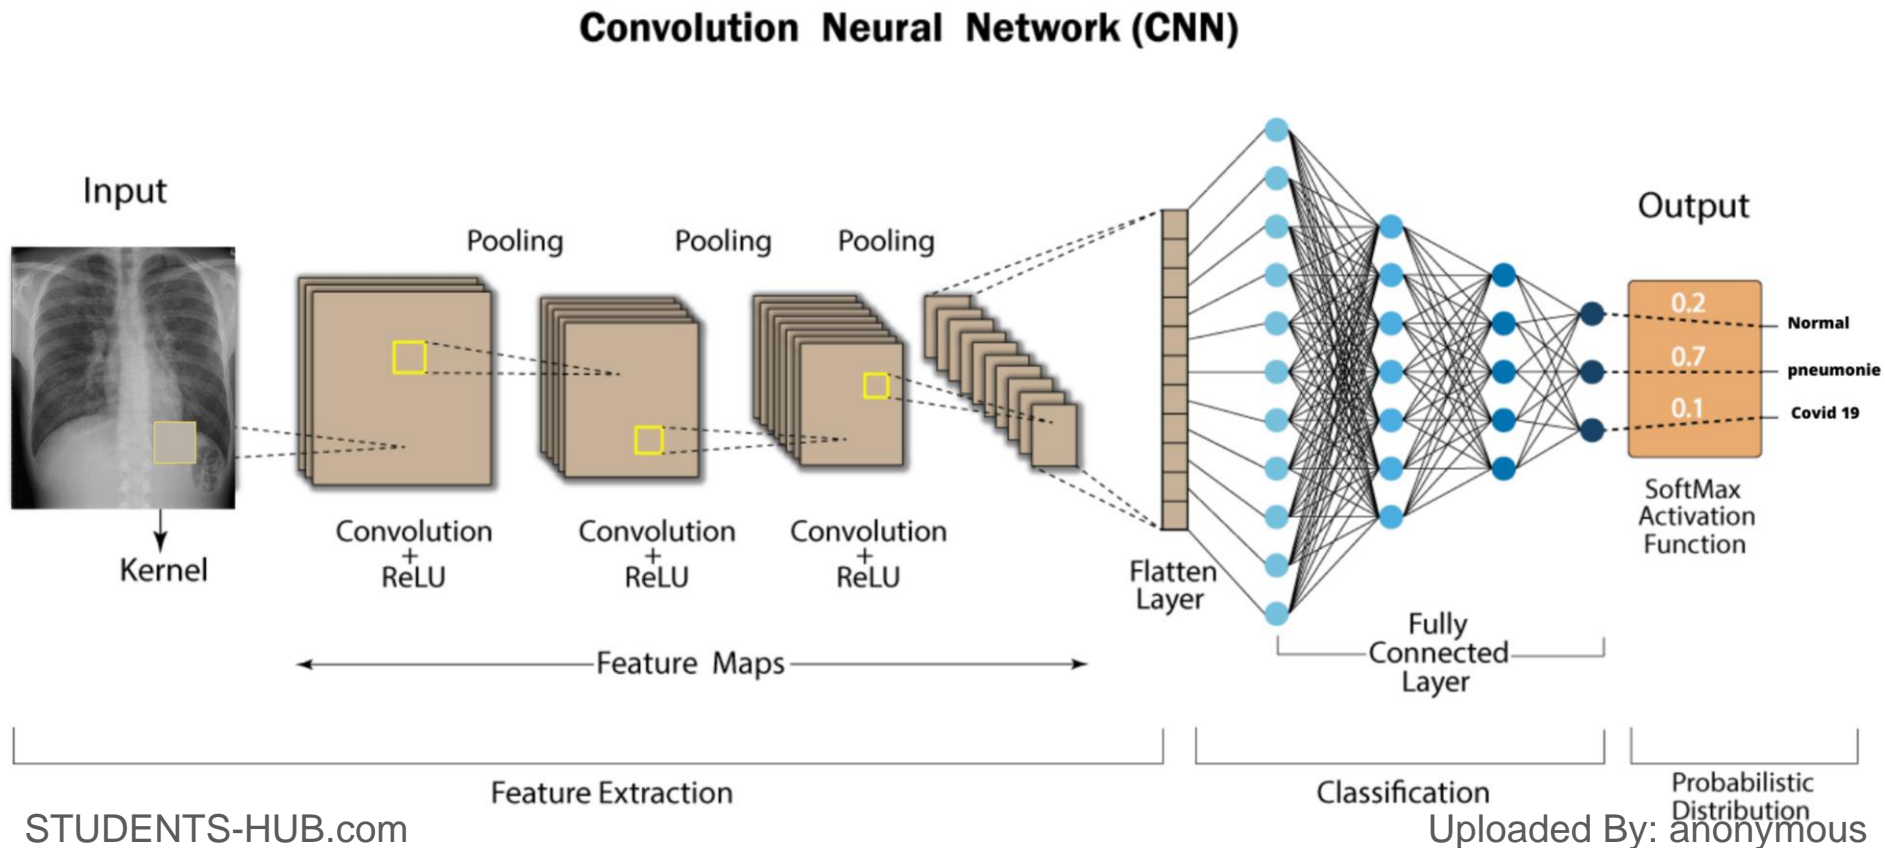 Convolution Neural Network (CNN)
Input
Pooling
Pooling
Pooling
Output
0.2
Normal
0.7
pneumonie
0.1
Covid 19
Kernel
Convolution
+
ReLU
Convolution
+
ReLU
Convolution
+
ReLU
Flatten
Layer
SoftMax
Activation
Function
Feature Maps
Fully
Connected
Layer
Feature Extraction
Classification
Probabilistic
Distribution
STUDENTS-HUB.com
Uploaded By: anonymous